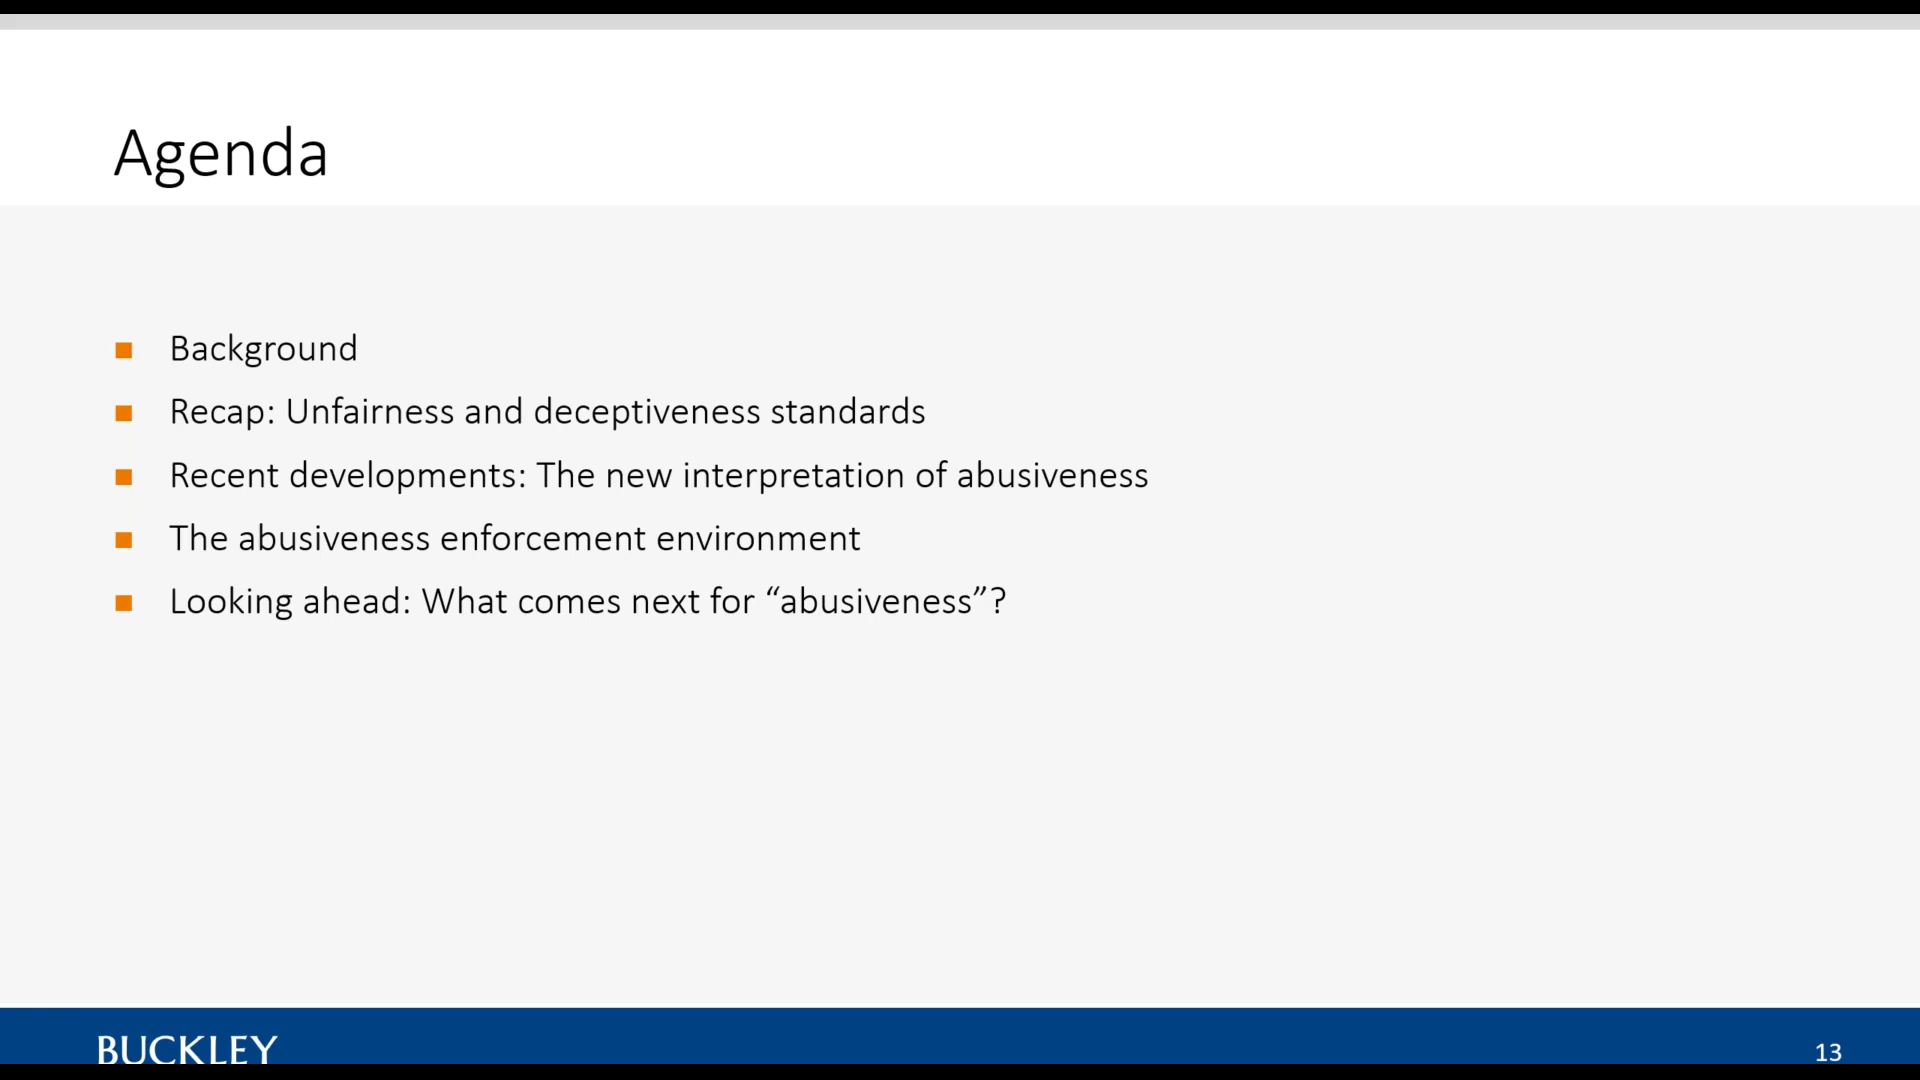 Agenda
Background
Recap: Unfairness and deceptiveness standards
Recent developments: The new interpretation of abusiveness
The abusiveness enforcement environment
Looking ahead: What comes next for “abusiveness”?
BUCKLEY
13